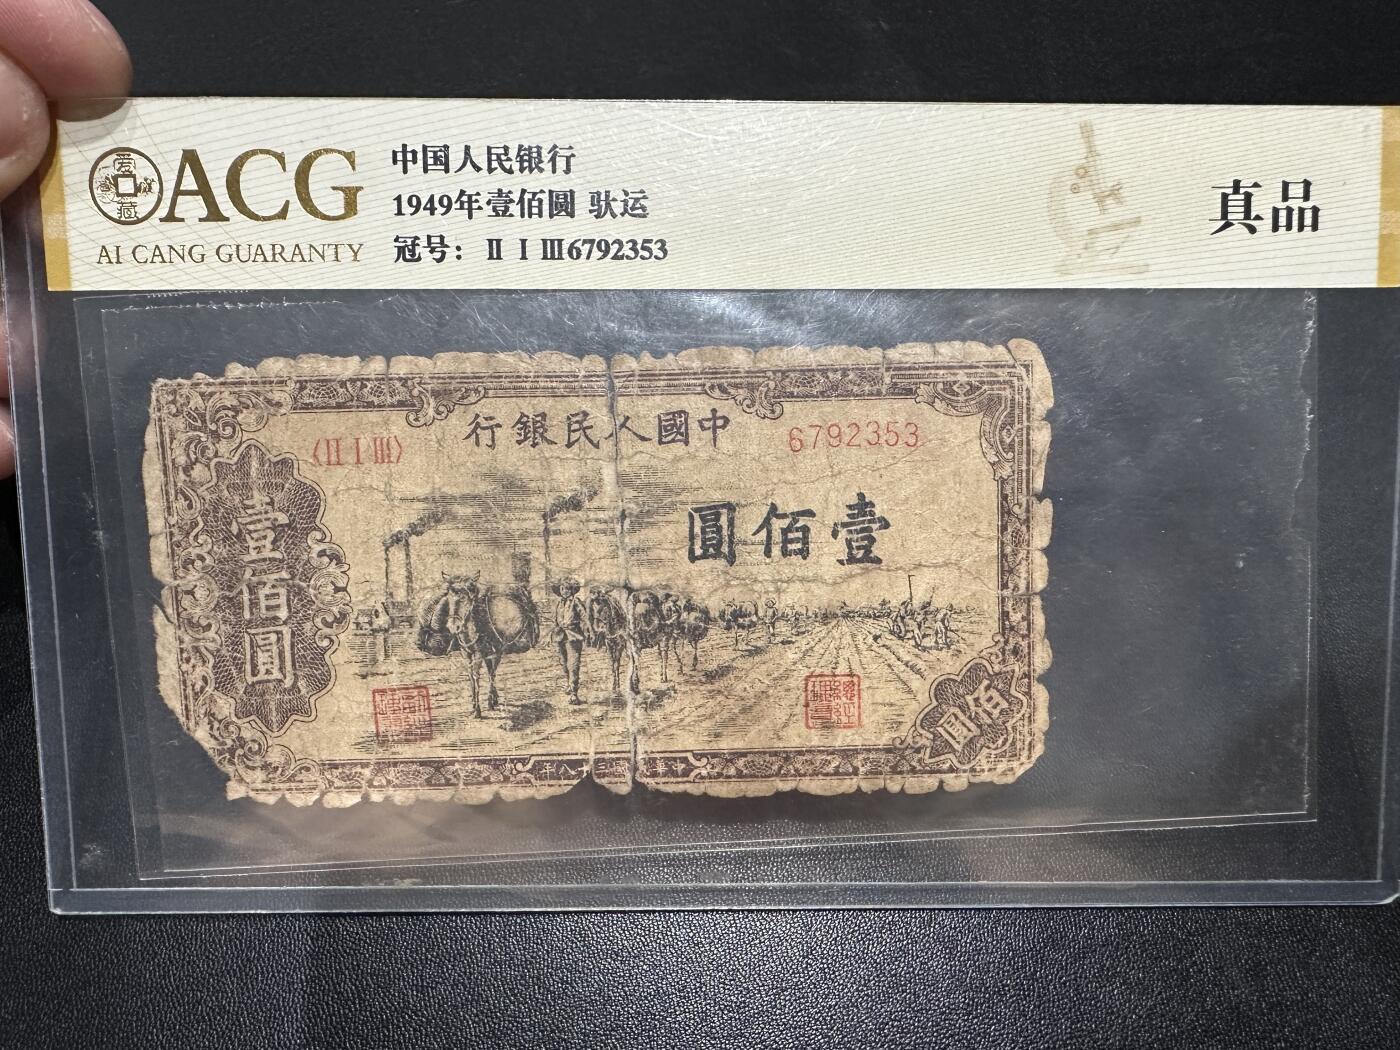 爱藏
ACG
AI CANG GUARANTY
中国人民银行
1949年壹佰圆 驮运
冠号：Ⅱ Ⅰ Ⅲ6792353
真品
行銀民人國中
〈Ⅱ Ⅰ Ⅲ〉
6792353
壹佰圓
圓佰壹
佰圓